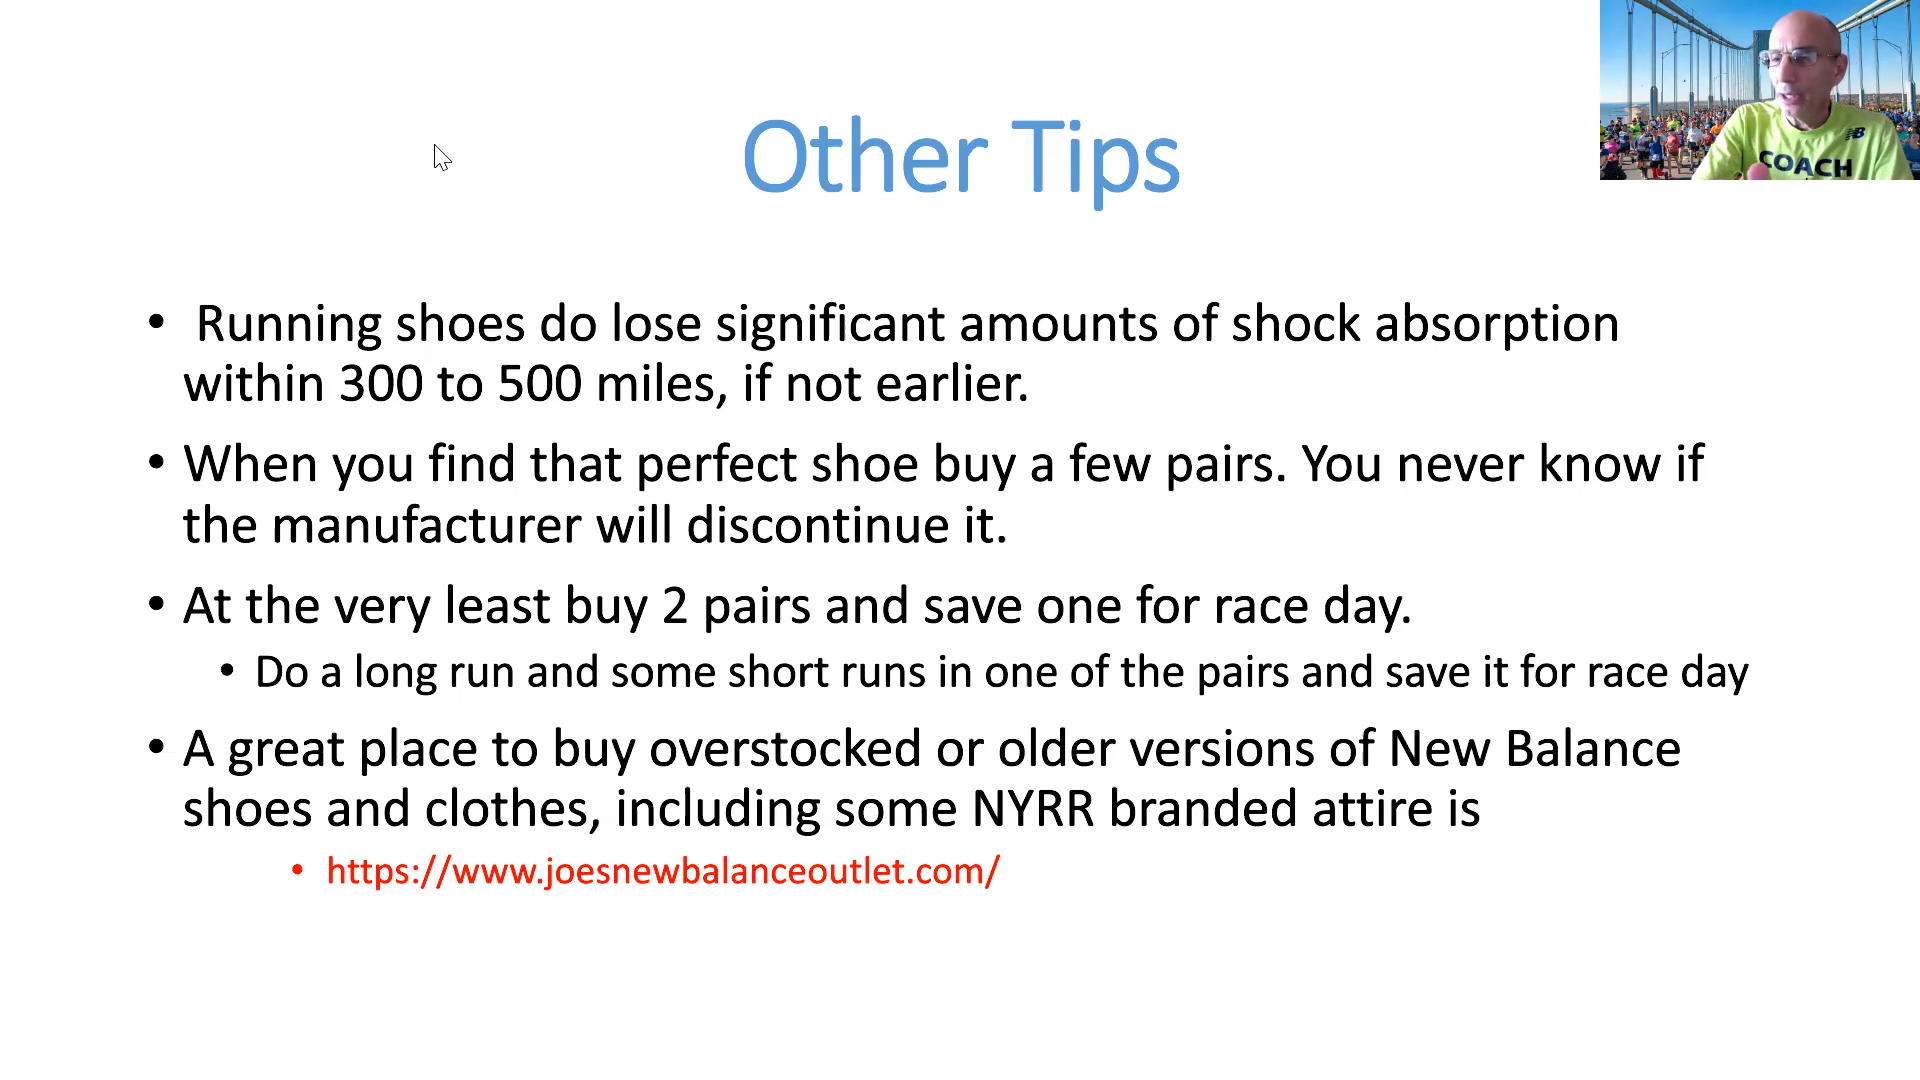 Other Tips
• Running shoes do lose significant amounts of shock absorption
within 300 to 500 miles, if not earlier.
• When you find that perfect shoe buy a few pairs. You never know if
the manufacturer will discontinue it.
• At the very least buy 2 pairs and save one for race day.
• Do a long run and some short runs in one of the pairs and save it for race day
• A great place to buy overstocked or older versions of New Balance
shoes and clothes, including some NYRR branded attire is
• https://www.joesnewbalanceoutlet.com/
NB
COACH